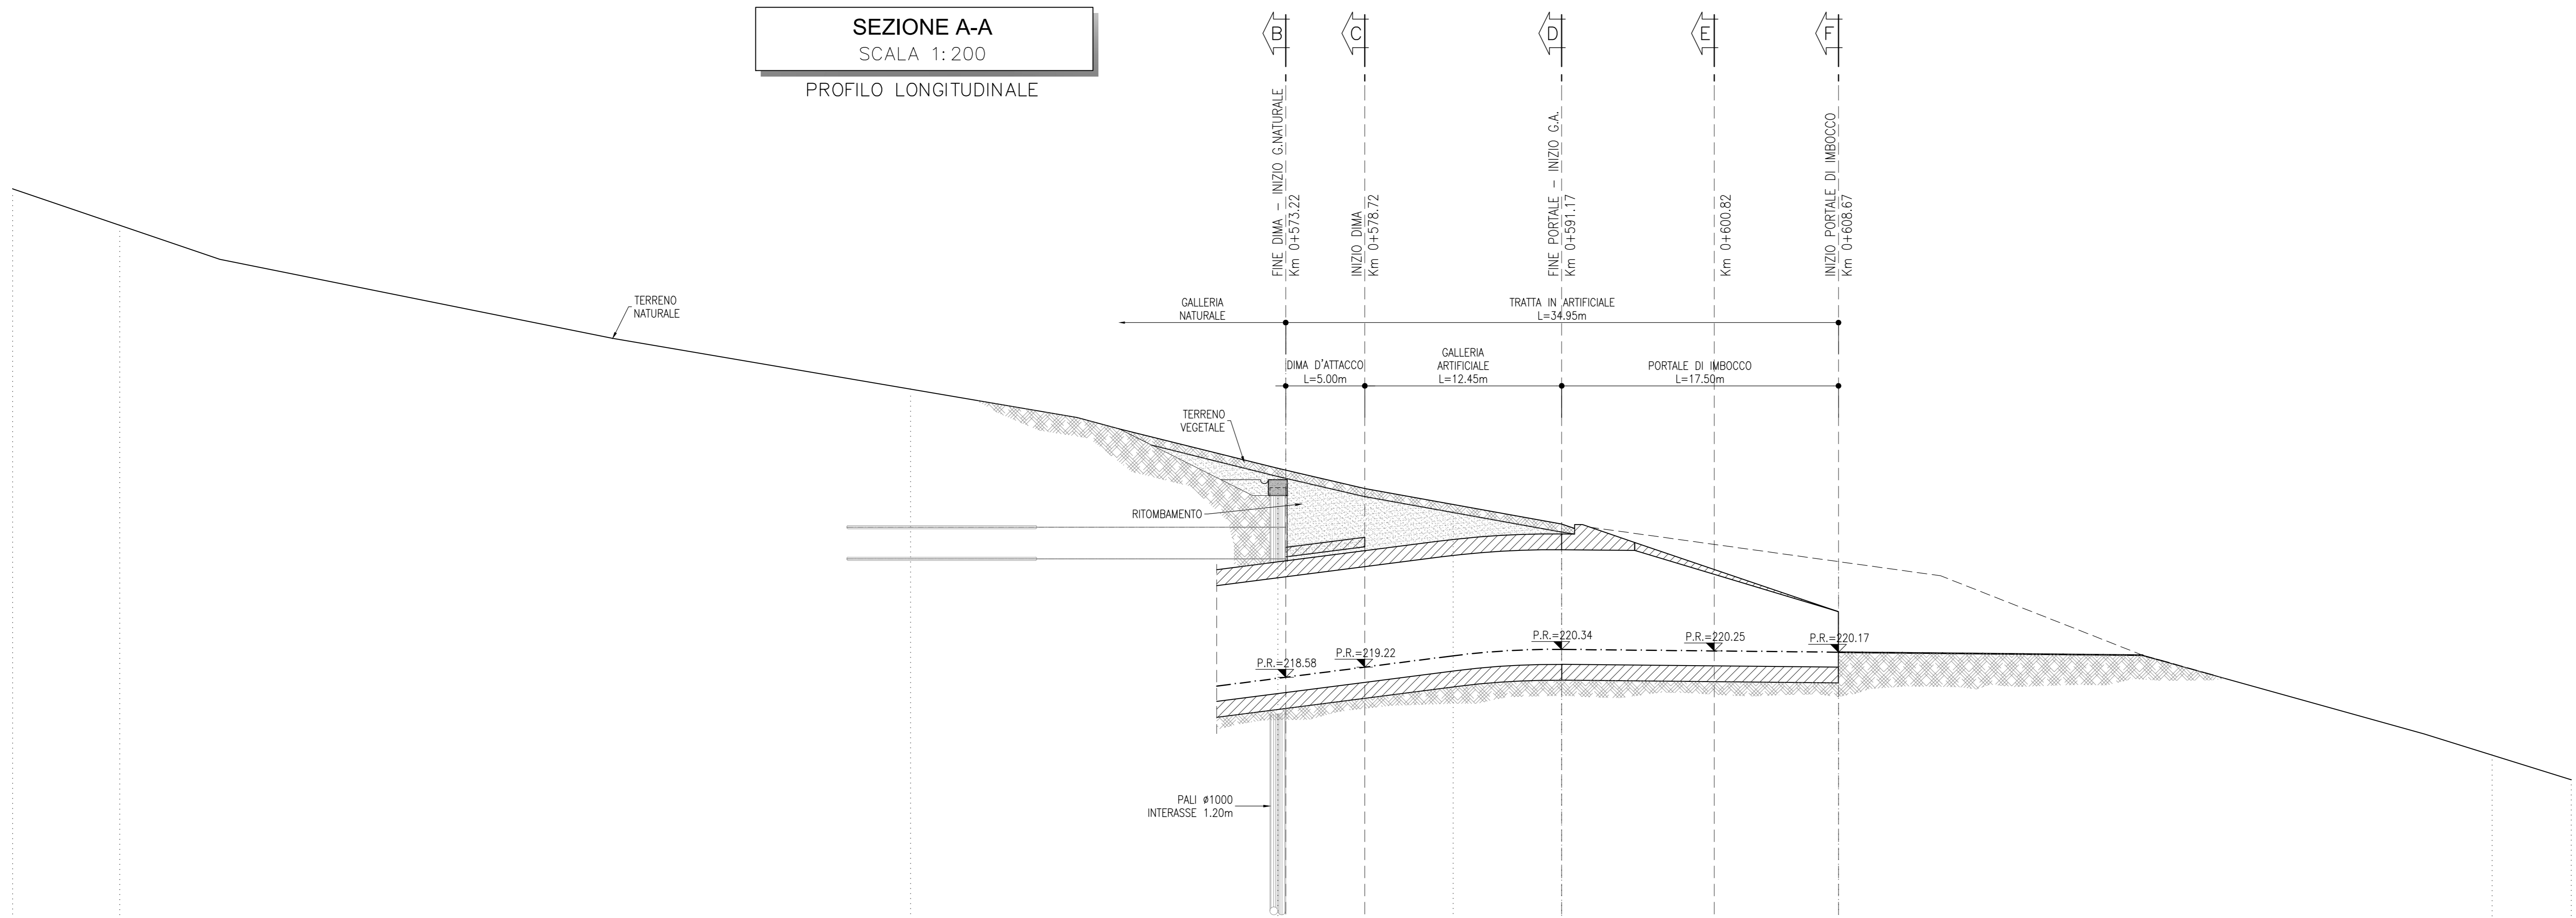 SEZIONE A-A
SCALA 1:200
PROFILO LONGITUDINALE
B
C
D
E
F
FINE DIMA - INIZIO G.NATURALE
Km 0+573.22
INIZIO DIMA
Km 0+578.72
FINE PORTALE - INIZIO G.A.
Km 0+591.17
Km 0+600.82
INIZIO PORTALE DI IMBOCCO
Km 0+608.67
TERRENO
NATURALE
GALLERIA
NATURALE
TRATTA IN ARTIFICIALE
L=34.95m
DIMA D'ATTACCO
L=5.00m
GALLERIA
ARTIFICIALE
L=12.45m
PORTALE DI IMBOCCO
L=17.50m
TERRENO
VEGETALE
RITOMBAMENTO
P.R.=218.58
P.R.=219.22
P.R.=220.34
P.R.=220.25
P.R.=220.17
PALI ø1000
INTERASSE 1.20m